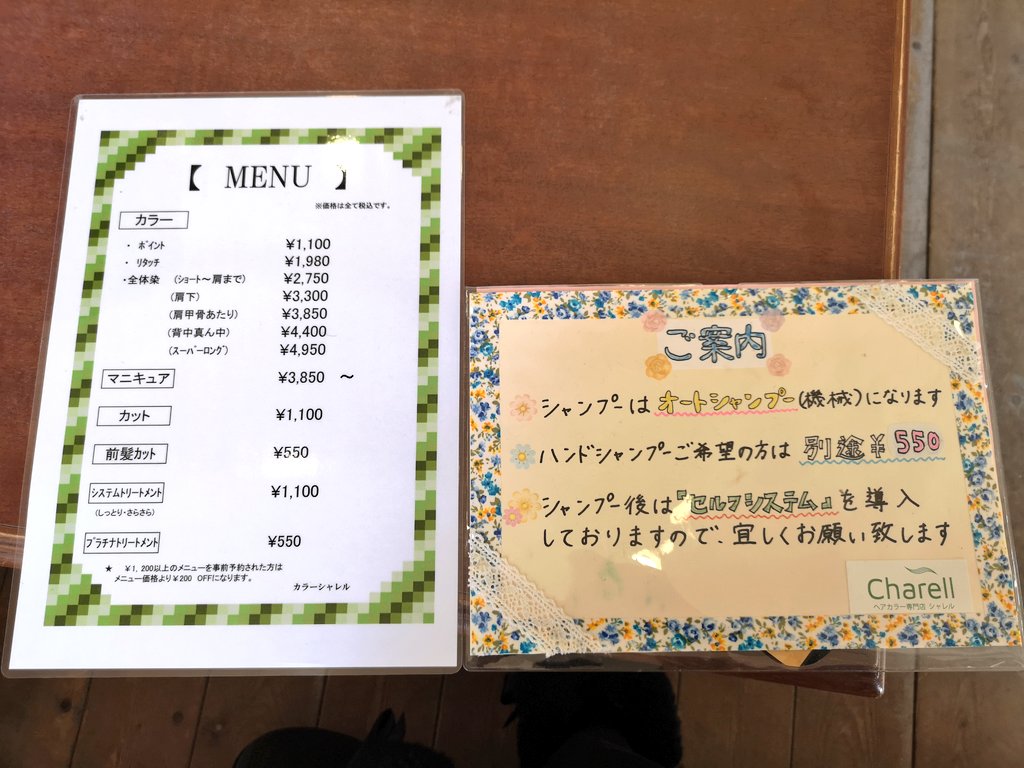 【 MENU 】
※価格は全て税込です。
カラー
・ ﾎﾟｲﾝﾄ ¥1,100
・ ﾘﾀｯﾁ ¥1,980
・全体染 (ｼｮｰﾄ～肩まで) ¥2,750
(肩下) ¥3,300
(肩甲骨あたり) ¥3,850
(背中真ん中) ¥4,400
(ｽｰﾊﾟｰﾛﾝｸﾞ) ¥4,950
マニキュア ¥3,850 ～
カット ¥1,100
前髪カット ¥550
ｼｽﾃﾑﾄﾘｰﾄﾒﾝﾄ ¥1,100
(しっとり・さらさら)
ﾌﾟﾗﾁﾅﾄﾘｰﾄﾒﾝﾄ ¥550
★ ¥1,200以上のメニューを事前予約された方は
メニュー価格より¥200 OFFになります。
カラーシャレル
ご案内
シャンプーは オートシャンプー(機械)になります
ハンドシャンプーご希望の方は 別途¥550
シャンプー後は『セルフシステム』を導入
しておりますので、宜しくお願い致します
Charell
ヘアカラー専門店 シャレル